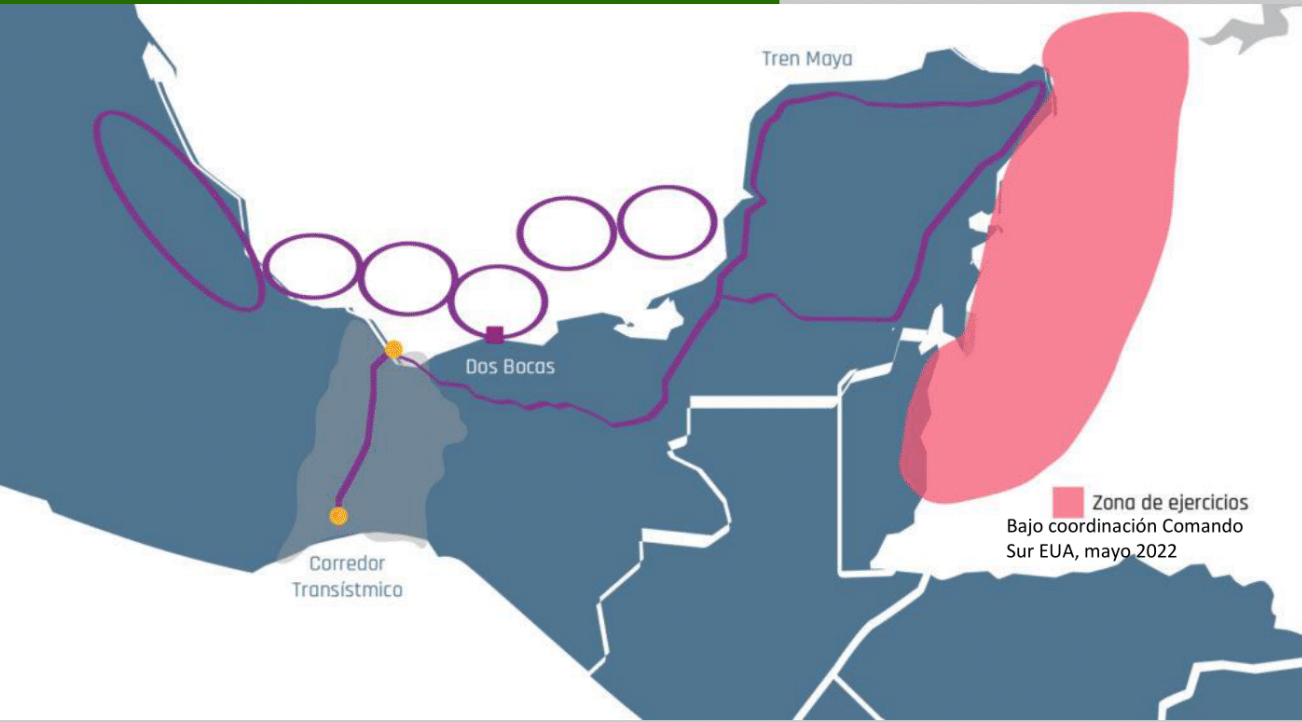 Tren Maya
Dos Bocas
Zona de ejercicios
Bajo coordinación Comando
Sur EUA, mayo 2022
Corredor
Transístmico